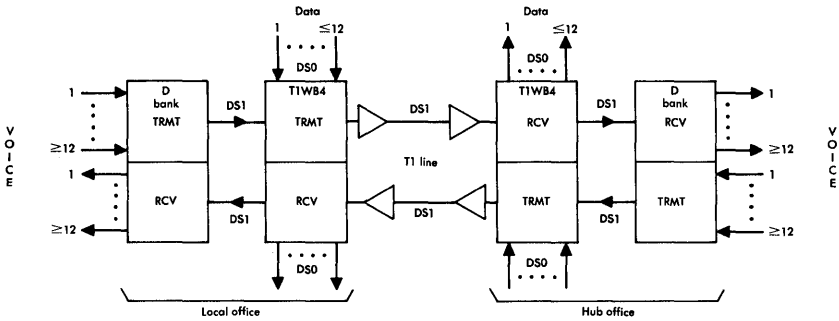 Data
Data
1 ≦12
1 ≦12
DS0
DS0
1
D bank TRMT
DS1
T1WB4 TRMT
DS1
T1WB4 RCV
DS1
D bank RCV
1
≧12
≧12
VOICE
T1 line
VOICE
1
RCV
DS1
RCV
DS1
TRMT
DS1
TRMT
1
≧12
≧12
DS0
DS0
Local office
Hub office